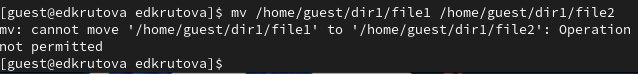 [guest@edkrutova edkrutova]$ mv /home/guest/dir1/file1 /home/guest/dir1/file2
mv: cannot move '/home/guest/dir1/file1' to '/home/guest/dir1/file2': Operation
not permitted
[guest@edkrutova edkrutova]$